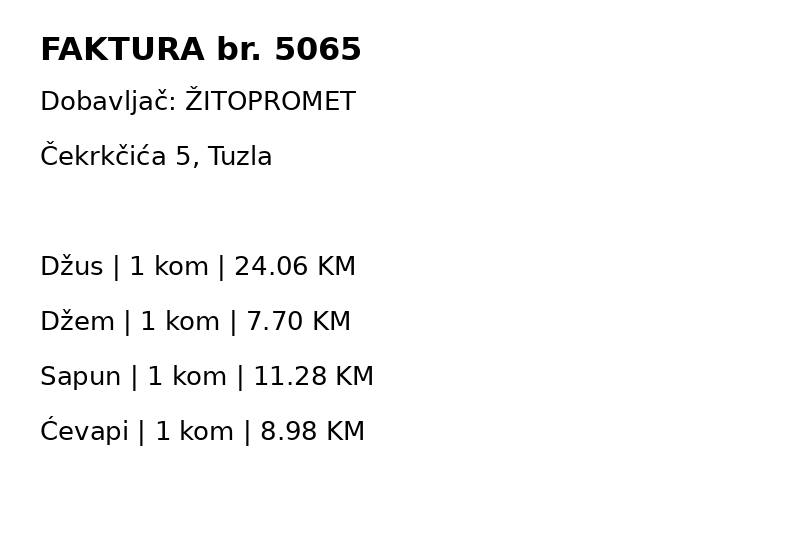 FAKTURA br. 5065
Dobavljač: ŽITOPROMET
Čekrkčića 5, Tuzla
Džus | 1 kom | 24.06 KM
Džem | 1 kom | 7.70 KM
Sapun | 1 kom | 11.28 KM
Ćevapi | 1 kom | 8.98 KM